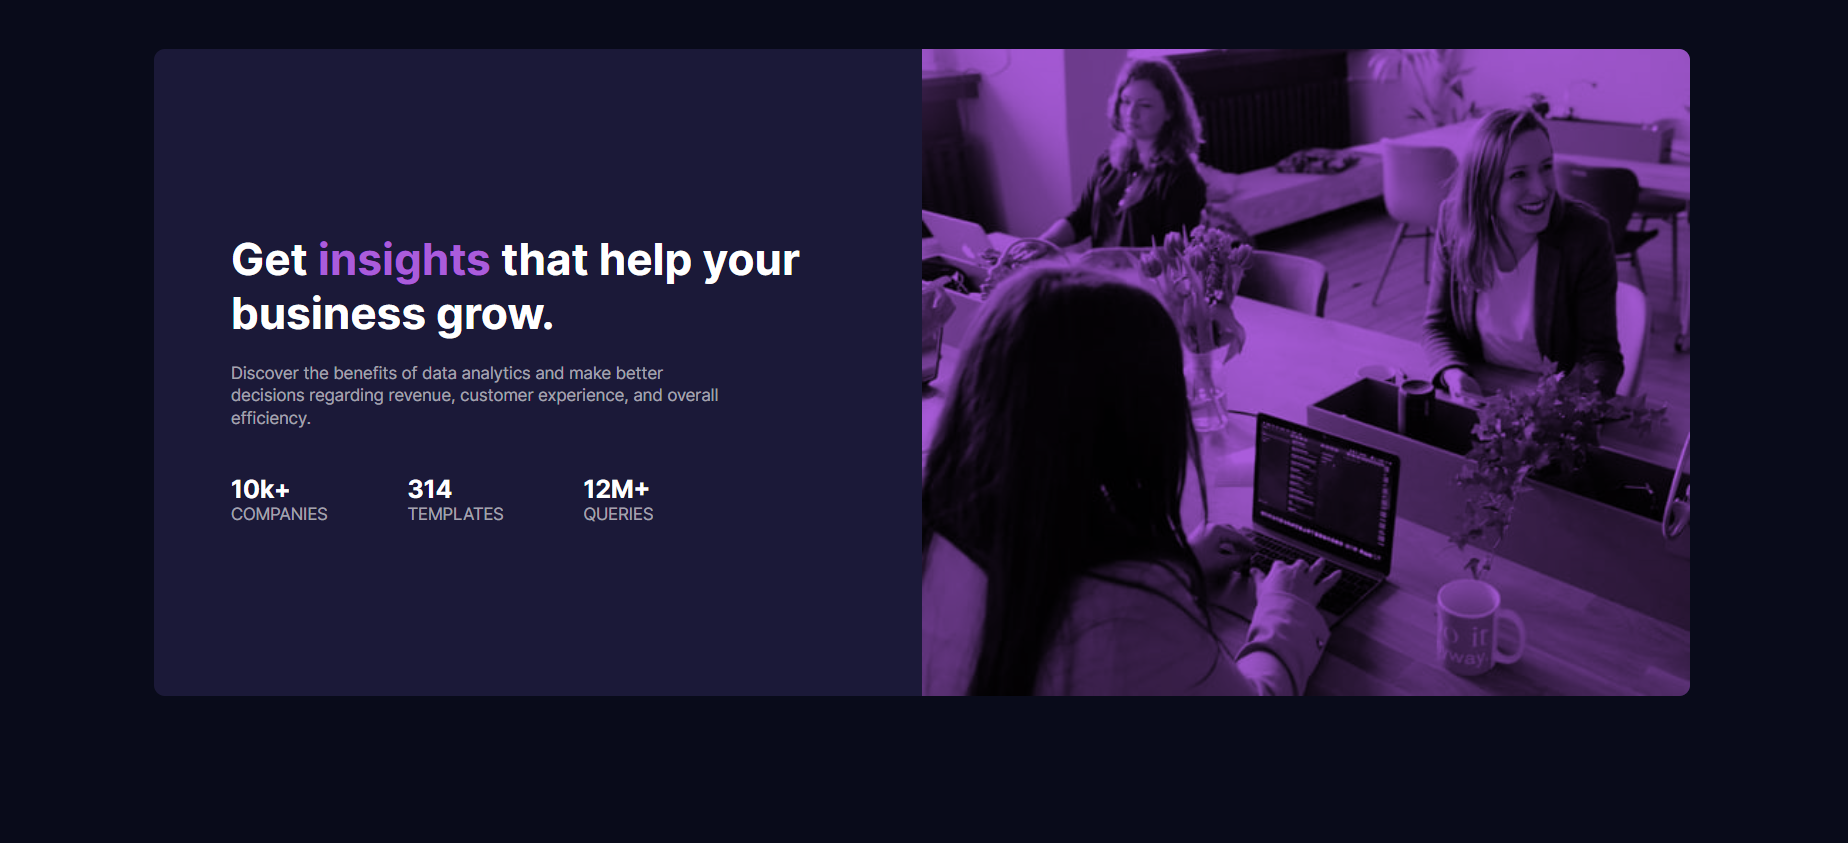 Get insights that help your
business grow.
Discover the benefits of data analytics and make better
decisions regarding revenue, customer experience, and overall
efficiency.
10k+ 314 12M+
COMPANIES TEMPLATES QUERIES